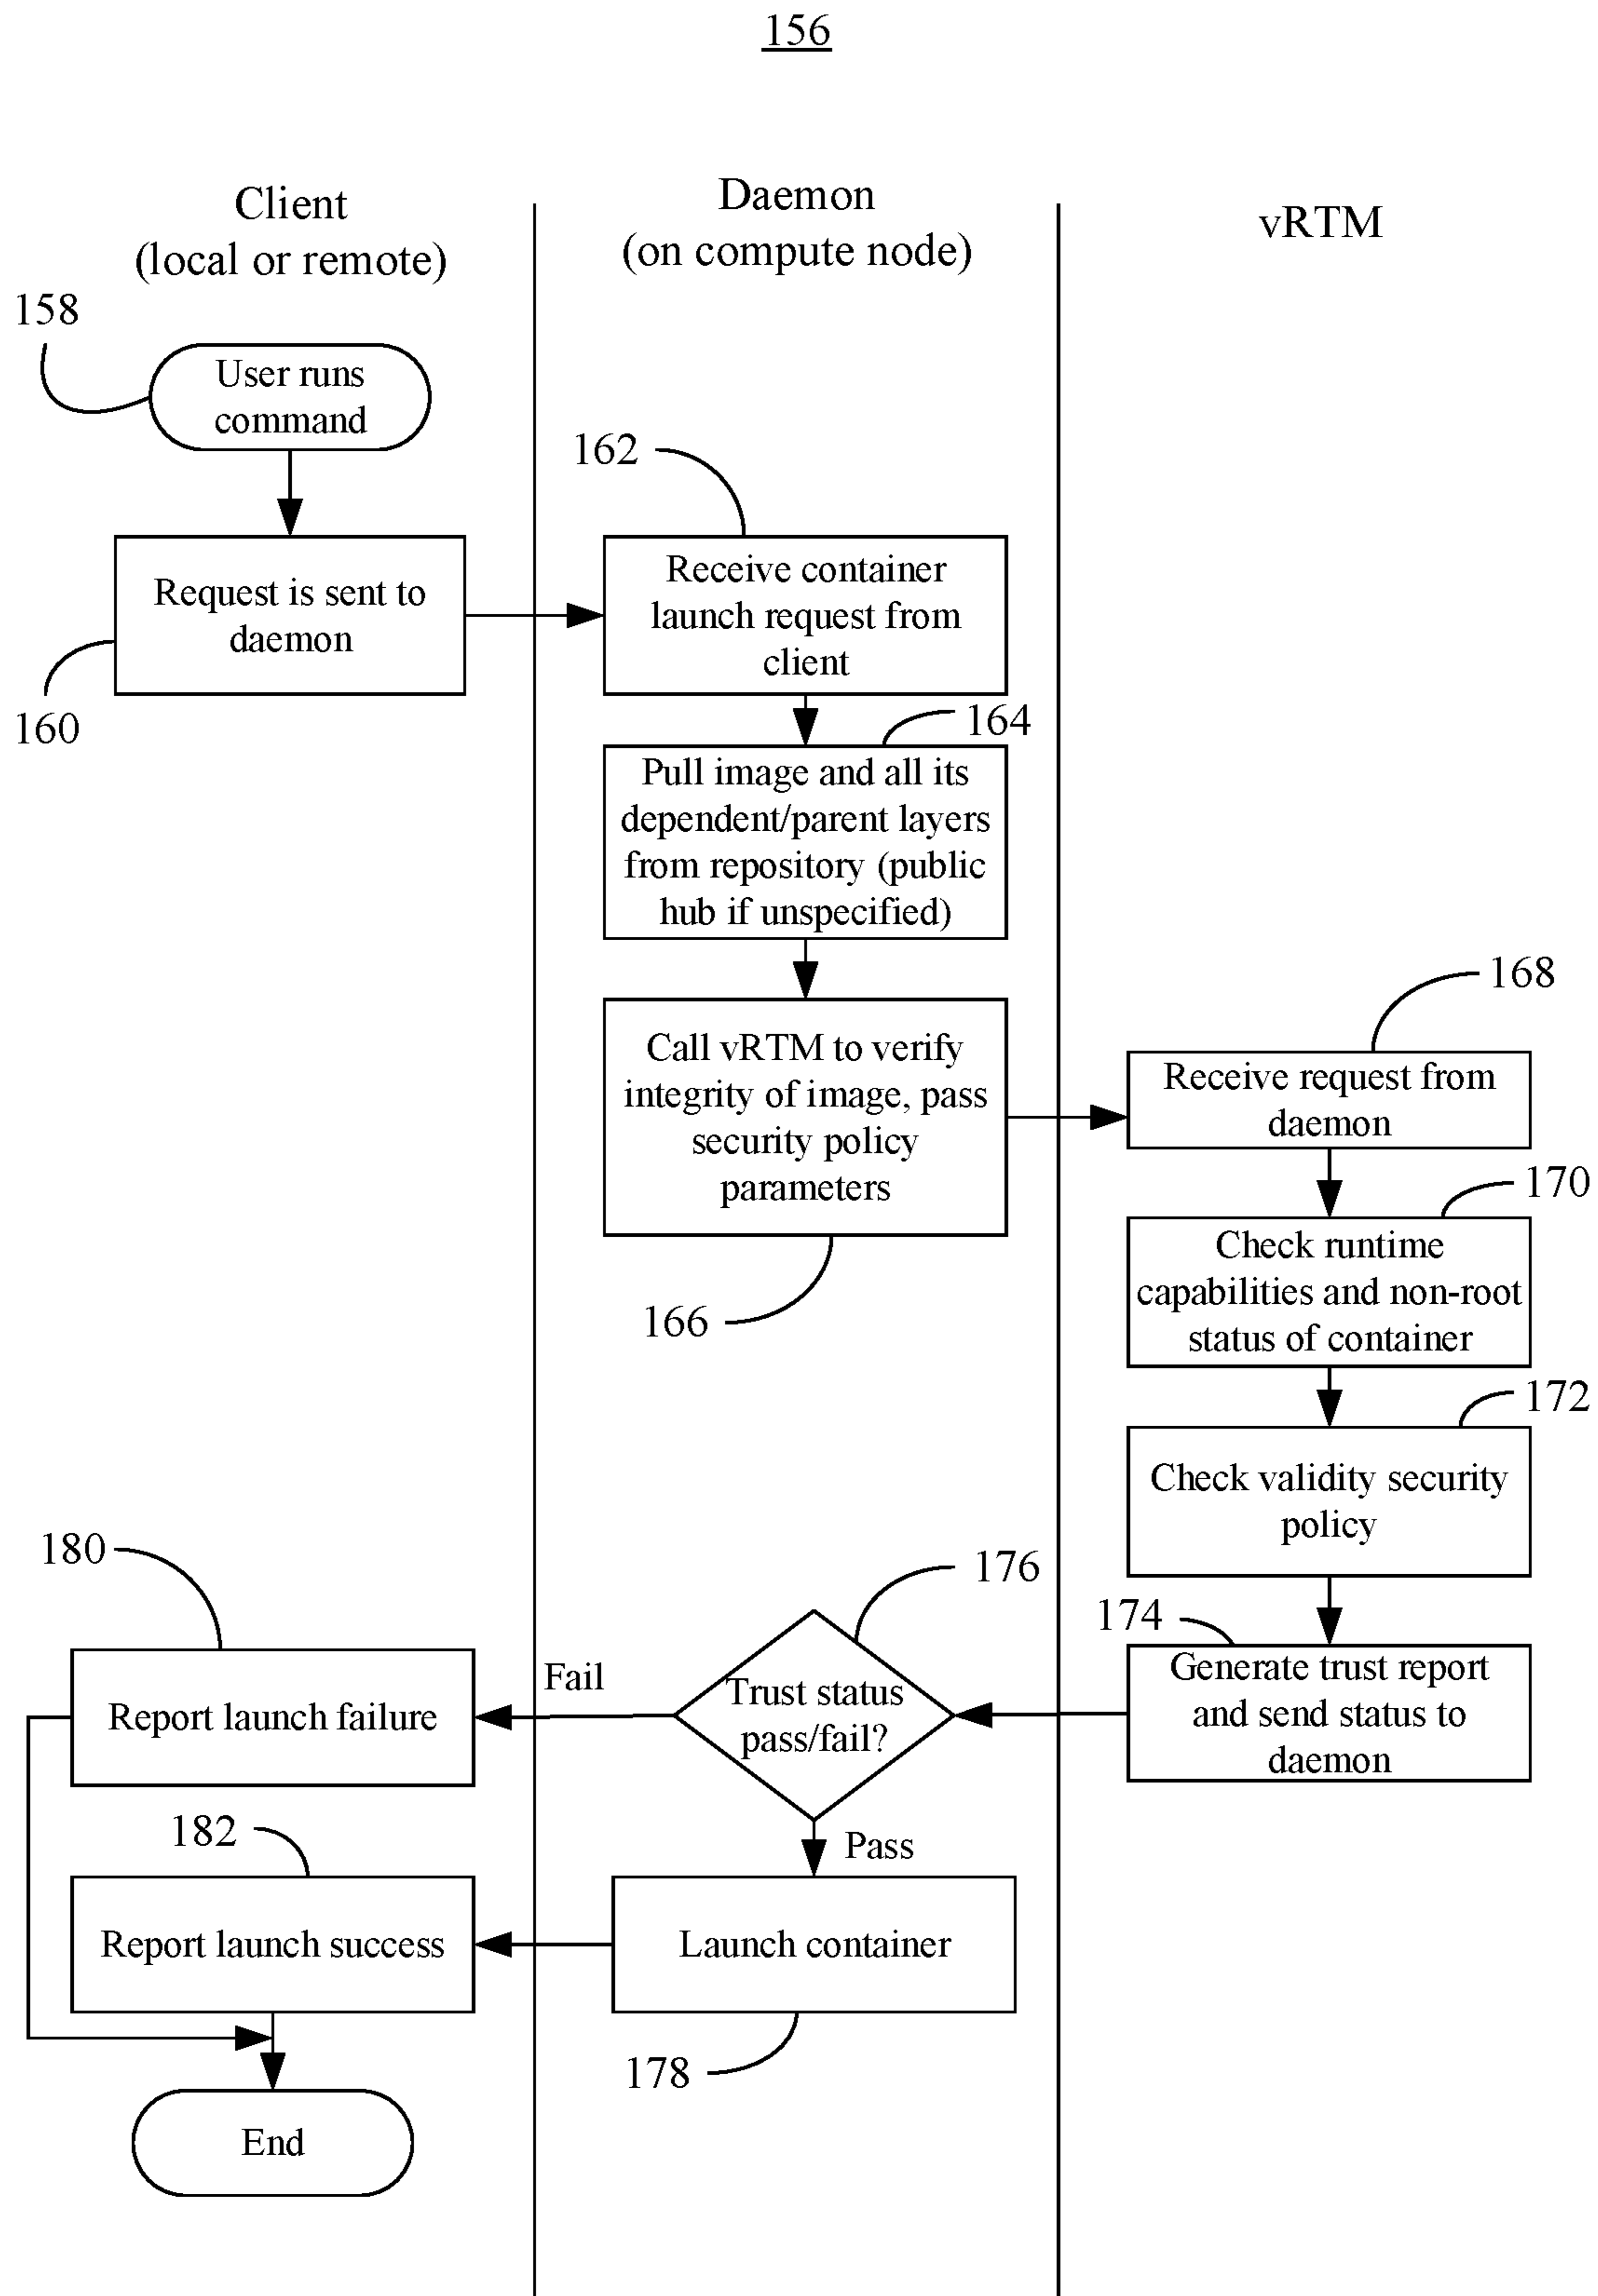 156
Client
(local or remote)
Daemon
(on compute node)
vRTM
158
User runs
command
160
Request is sent to
daemon
162
Receive container
launch request from
client
164
Pull image and all its
dependent/parent layers
from repository (public
hub if unspecified)
Call vRTM to verify
integrity of image, pass
security policy
parameters
166
168
Receive request from
daemon
170
Check runtime
capabilities and non-root
status of container
172
Check validity security
policy
174
Generate trust report
and send status to
daemon
176
Trust status
pass/fail?
Fail
Pass
180
Report launch failure
182
Report launch success
Launch container
178
End